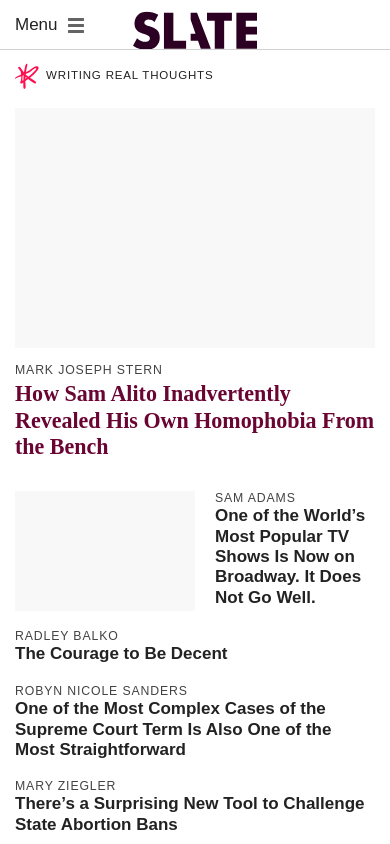 Menu
SLATE
WRITING REAL THOUGHTS
MARK JOSEPH STERN
How Sam Alito Inadvertently
Revealed His Own Homophobia From
the Bench
SAM ADAMS
One of the World’s
Most Popular TV
Shows Is Now on
Broadway. It Does
Not Go Well.
RADLEY BALKO
The Courage to Be Decent
ROBYN NICOLE SANDERS
One of the Most Complex Cases of the
Supreme Court Term Is Also One of the
Most Straightforward
MARY ZIEGLER
There’s a Surprising New Tool to Challenge
State Abortion Bans